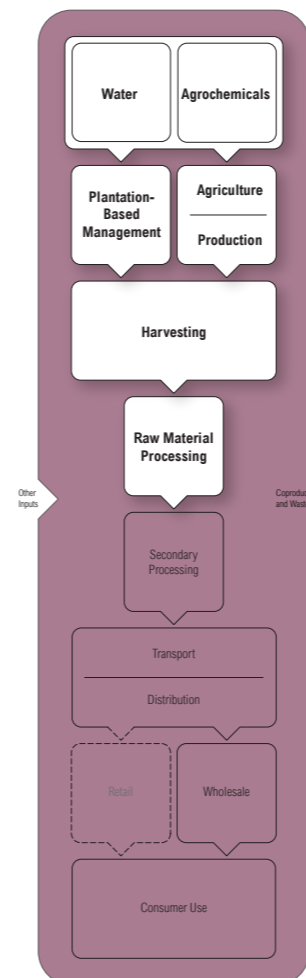 Water
Agrochemicals
Plantation-
Based
Management
Agriculture
Production
Harvesting
Raw Material
Processing
Other
Inputs
Secondary
Processing
Transport
Distribution
Retail
Wholesale
Consumer Use